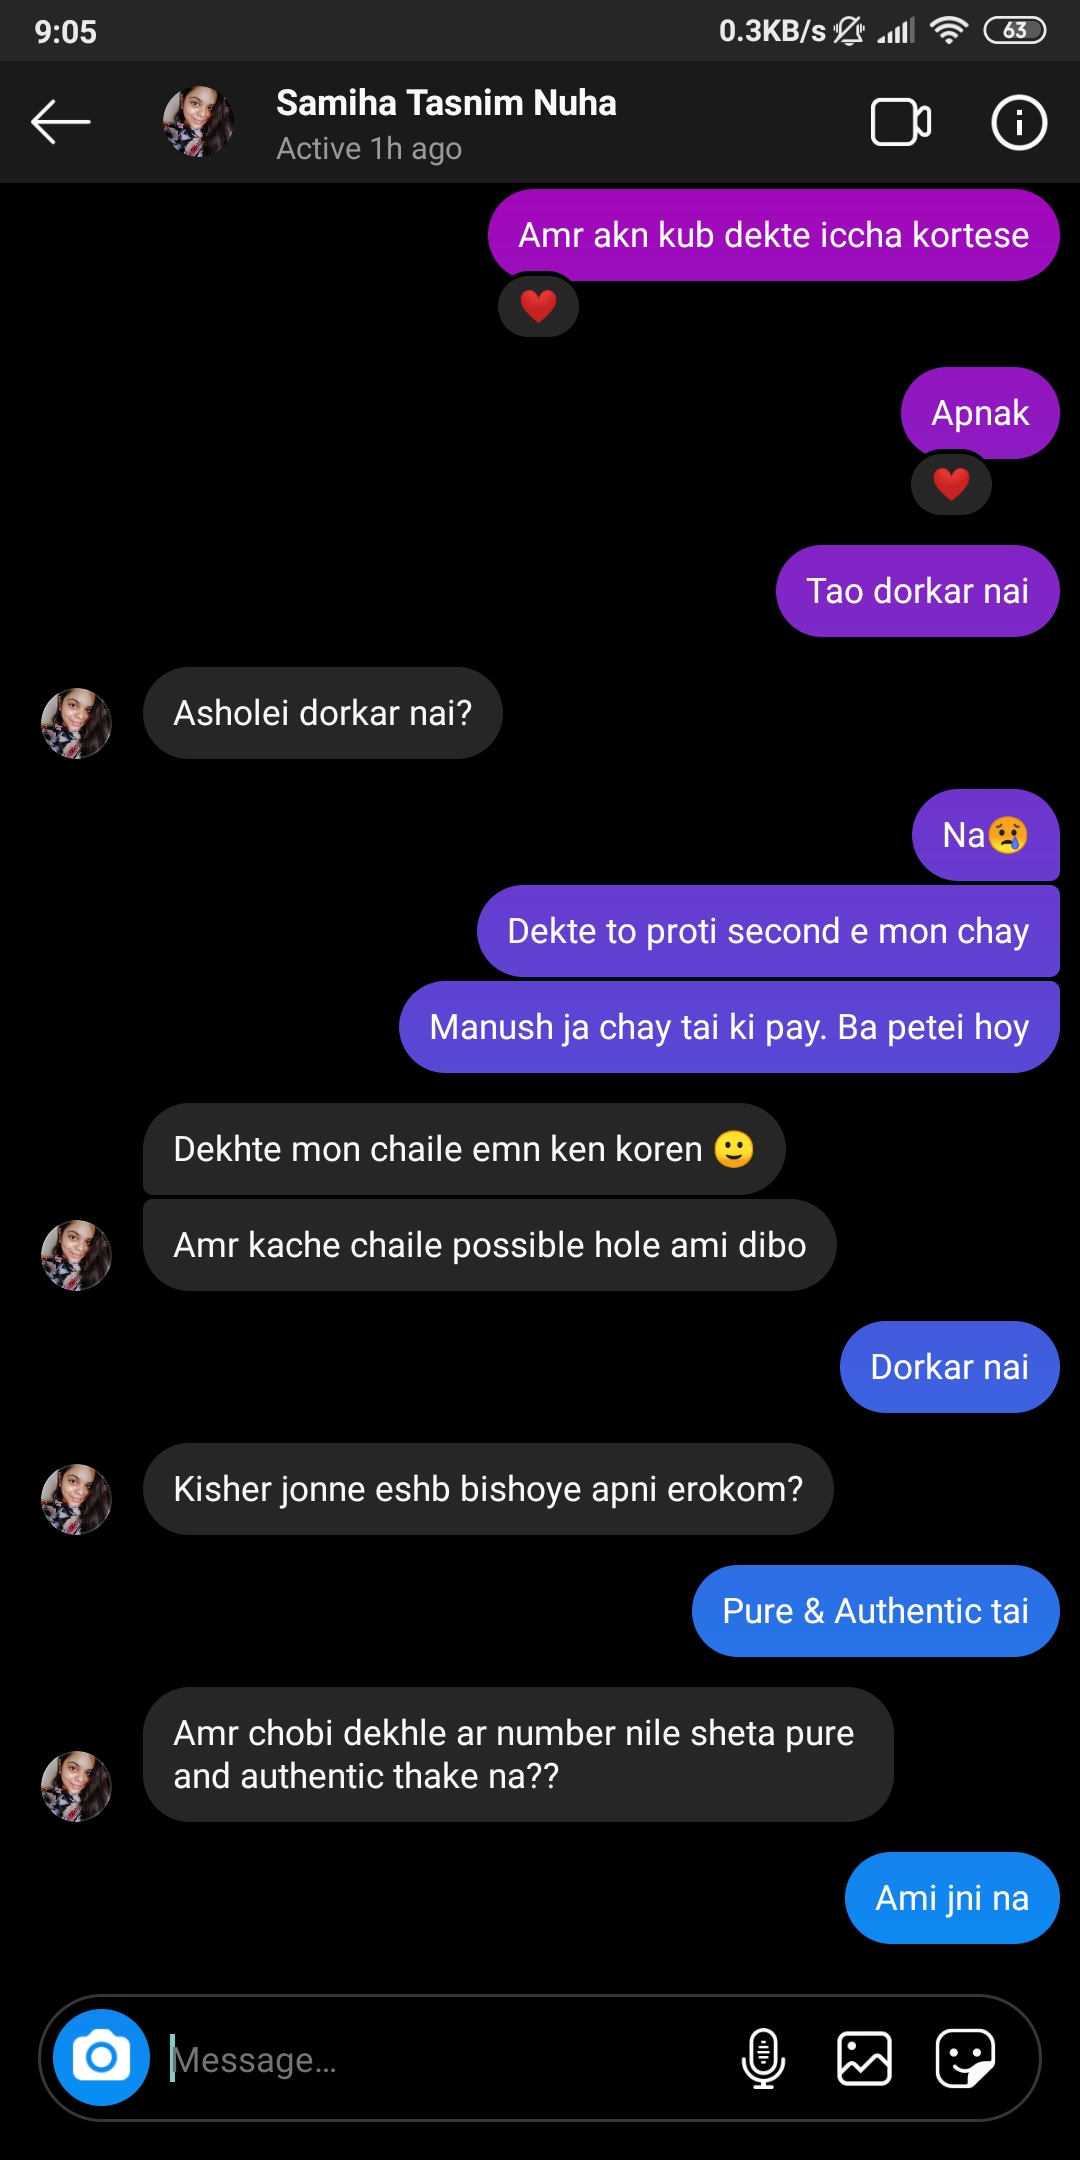 9:05
0.3KB/s
63
Samiha Tasnim Nuha
Active 1h ago
Amr akn kub dekte iccha kortese
❤️
Apnak
❤️
Tao dorkar nai
Asholei dorkar nai?
Na😢
Dekte to proti second e mon chay
Manush ja chay tai ki pay. Ba petei hoy
Dekhte mon chaile emn ken koren 🙂
Amr kache chaile possible hole ami dibo
Dorkar nai
Kisher jonne eshb bishoye apni erokom?
Pure & Authentic tai
Amr chobi dekhle ar number nile sheta pure
and authentic thake na??
Ami jni na
Message…